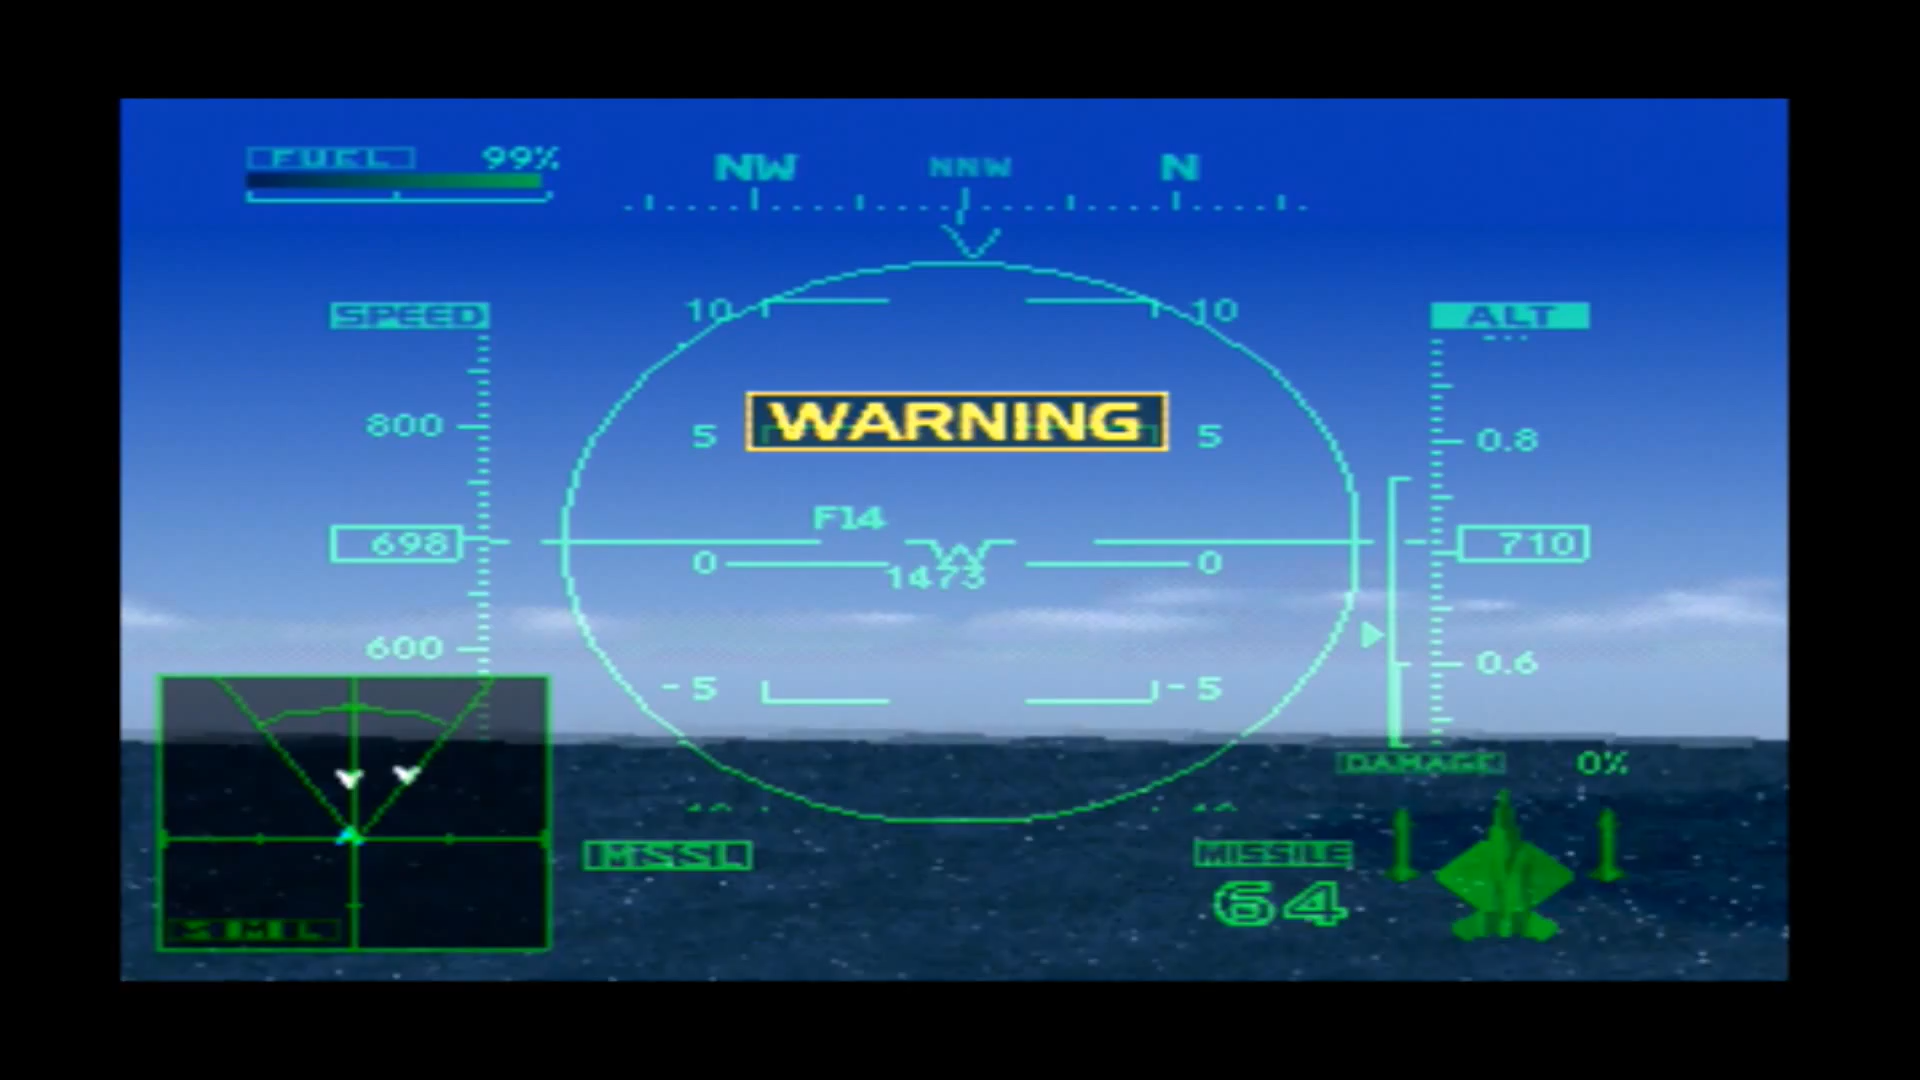 FUEL 99%
NW NNW N
SPEED
ALT
10 10
WARNING
800
5 5
0.8
F14
698
710
0 0
1473
600
0.6
-5 -5
DAMAGE 0%
MISSILE
64